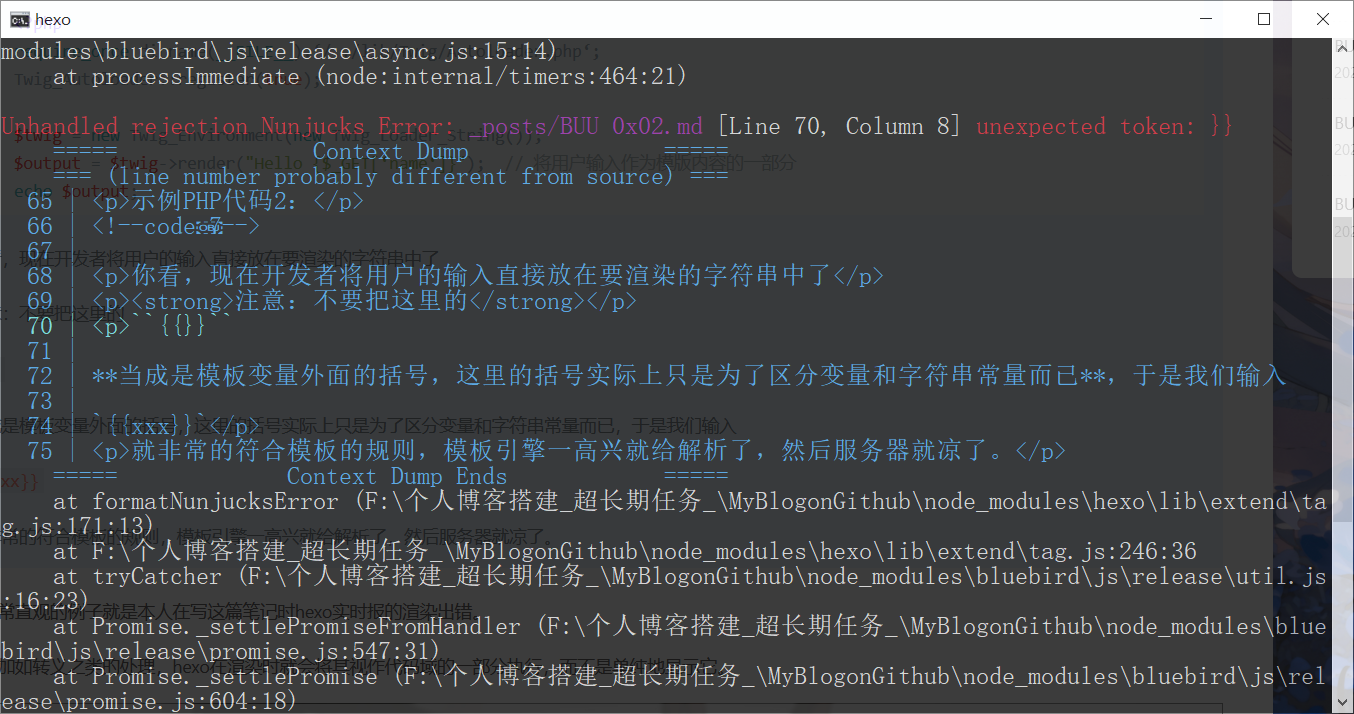 hexo
modules\bluebird\js\release\async.js:15:14)
at processImmediate (node:internal/timers:464:21)
Unhandled rejection Nunjucks Error: _posts/BUU 0x02.md [Line 70, Column 8] unexpected token: }}
===== Context Dump =====
=== (line number probably different from source) ===
65 | <p>示例PHP代码2：</p>
66 | <!--code￼7-->
67 |
68 | <p>你看，现在开发者将用户的输入直接放在要渲染的字符串中了</p>
69 | <p><strong>注意：不要把这里的</strong></p>
70 | <p>``{{}}``
71 |
72 | **当成是模板变量外面的括号，这里的括号实际上只是为了区分变量和字符串常量而已**，于是我们输入
73 |
74 | `{{xxx}}`</p>
75 | <p>就非常的符合模板的规则，模板引擎一高兴就给解析了，然后服务器就凉了。</p>
===== Context Dump Ends =====
at formatNunjucksError (F:\个人博客搭建_超长期任务_\MyBlogonGithub\node_modules\hexo\lib\extend\ta
g.js:171:13)
at F:\个人博客搭建_超长期任务_\MyBlogonGithub\node_modules\hexo\lib\extend\tag.js:246:36
at tryCatcher (F:\个人博客搭建_超长期任务_\MyBlogonGithub\node_modules\bluebird\js\release\util.js
:16:23)
at Promise._settlePromiseFromHandler (F:\个人博客搭建_超长期任务_\MyBlogonGithub\node_modules\blue
bird\js\release\promise.js:547:31)
at Promise._settlePromise (F:\个人博客搭建_超长期任务_\MyBlogonGithub\node_modules\bluebird\js\rel
ease\promise.js:604:18)